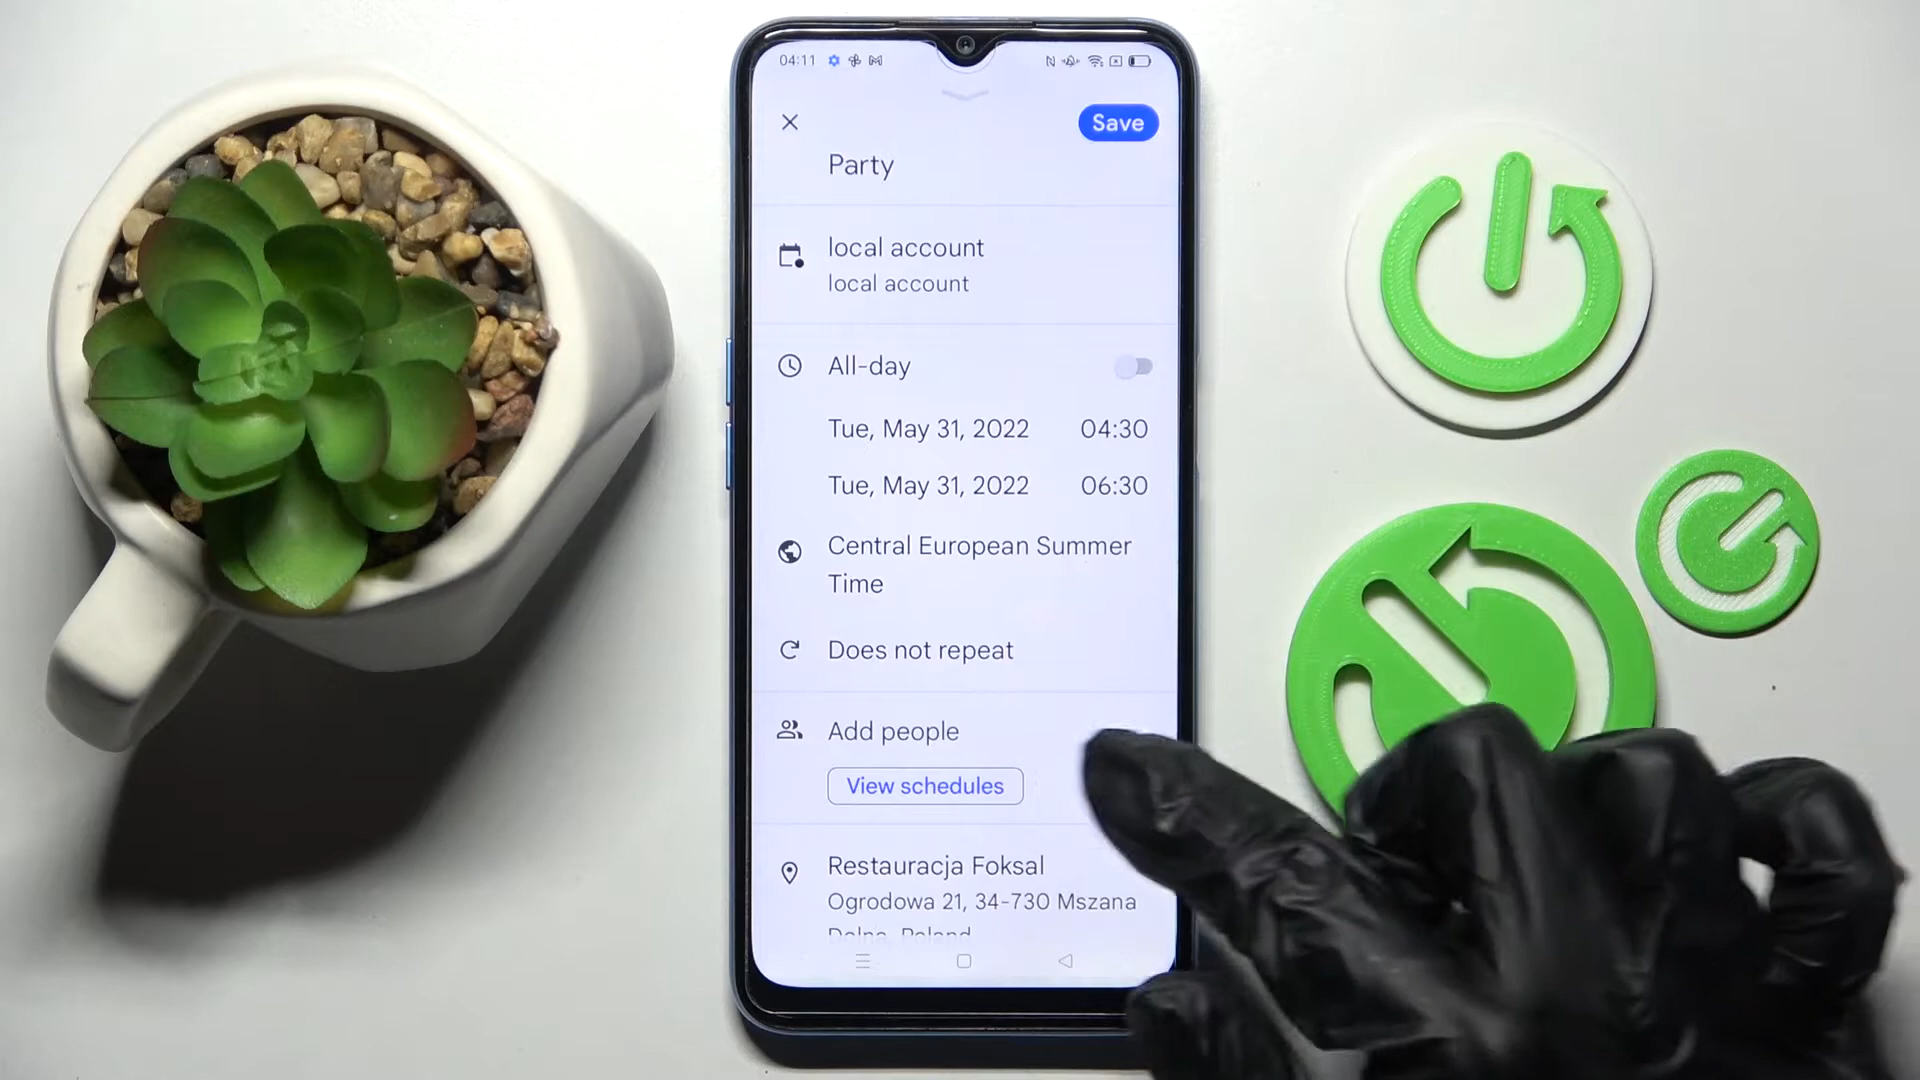 04:11
Save
Party
local account
local account
All-day
Tue, May 31, 2022 04:30
Tue, May 31, 2022 06:30
Central European Summer
Time
Does not repeat
Add people
View schedules
Restauracja Foksal
Ogrodowa 21, 34-730 Mszana
Dolna, Poland